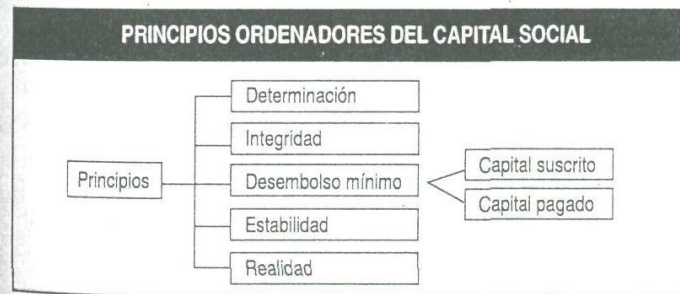 PRINCIPIOS ORDENADORES DEL CAPITAL SOCIAL
Principios
Determinación
Integridad
Desembolso mínimo
Capital suscrito
Capital pagado
Estabilidad
Realidad